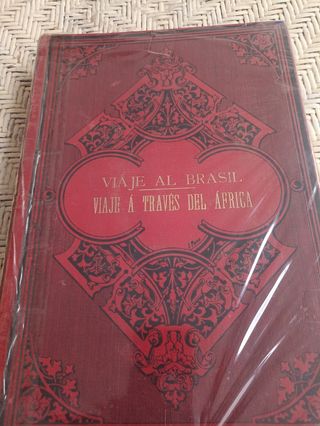 VIAJE AL BRASIL
VIAJE Á TRAVÉS DEL ÁFRICA